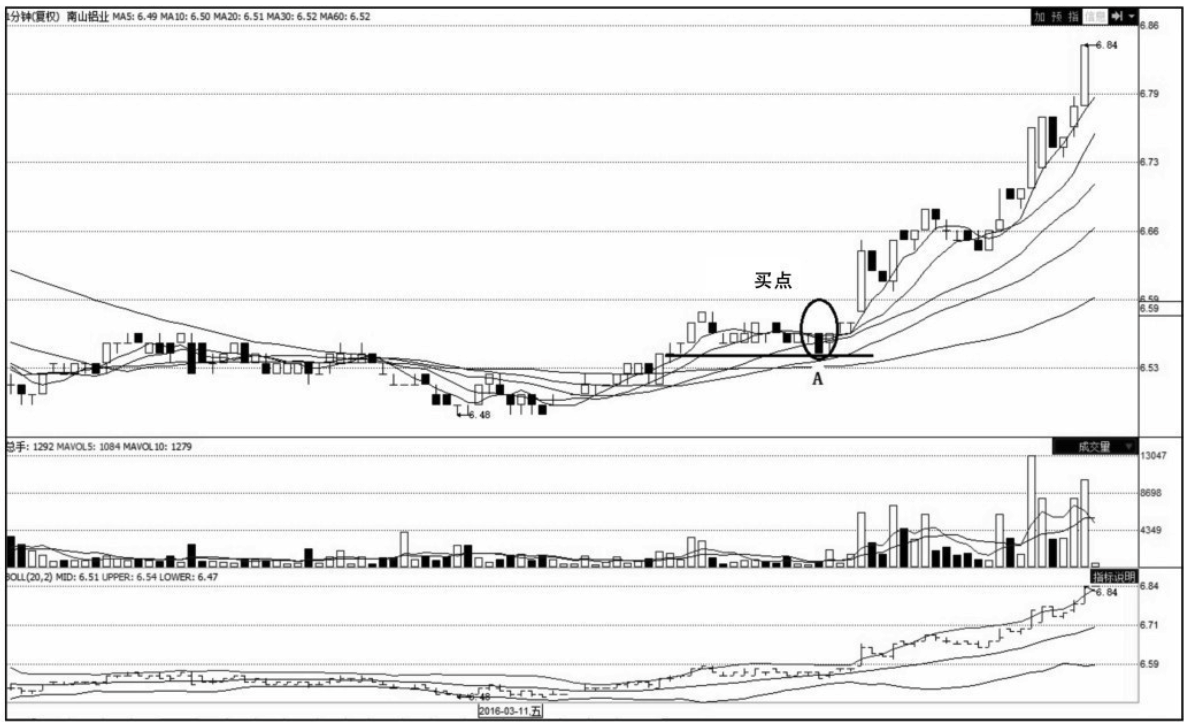 1分钟(复权) 南山铝业 MA5: 6.49 MA10: 6.50 MA20: 6.51 MA30: 6.52 MA60: 6.52
加 预 指 信息
6.86
6.84
6.79
6.73
6.66
买点
6.59
6.59
6.53
A
6.48
总手: 1292 MAVOL5: 1084 MAVOL10: 1279
成交量
13047
8698
4349
BOLL(20,2) MID: 6.51 UPPER: 6.54 LOWER: 6.47
指标说明
6.84
6.84
6.71
6.59
6.48
2016-03-11,五